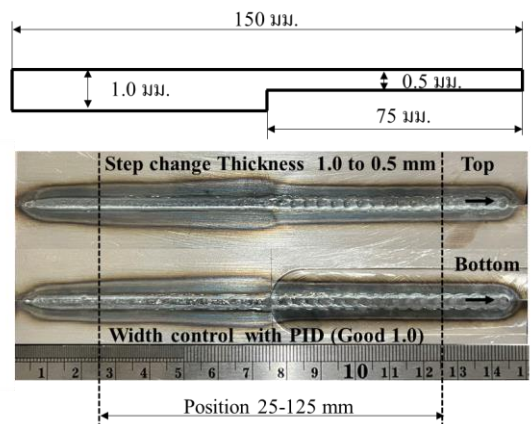 150 มม.
1.0 มม.
0.5 มม.
75 มม.
Step change Thickness 1.0 to 0.5 mm Top
Bottom
Width control with PID (Good 1.0)
1 2 3 4 5 6 7 8 9 10 11 12 13 14
Position 25-125 mm